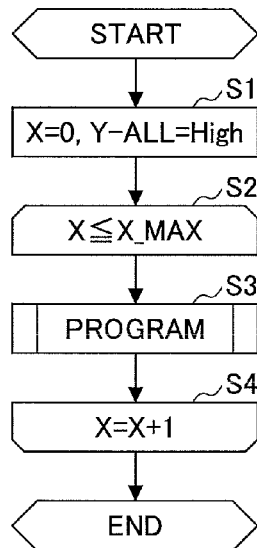 START
S1
X=0, Y-ALL=High
S2
X≦X_MAX
S3
PROGRAM
S4
X=X+1
END